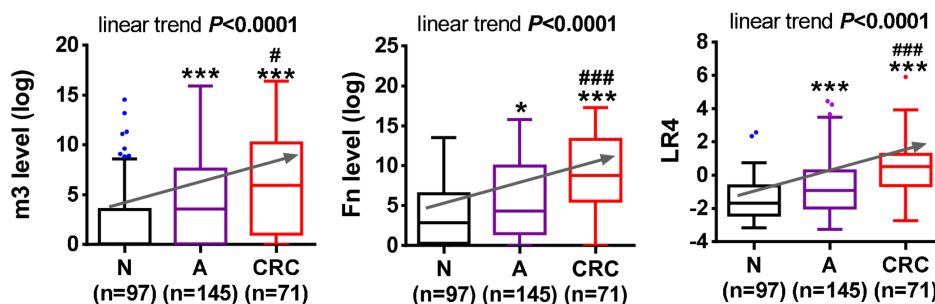 linear trend P<0.0001
m3 level (log)
20
15
10
5
0
***
#
***
N
A
CRC
(n=97)
(n=145)
(n=71)
linear trend P<0.0001
Fn level (log)
25
20
15
10
5
0
*
###
***
N
A
CRC
(n=97)
(n=145)
(n=71)
linear trend P<0.0001
LR4
8
6
4
2
0
-2
-4
***
###
***
N
A
CRC
(n=97)
(n=145)
(n=71)